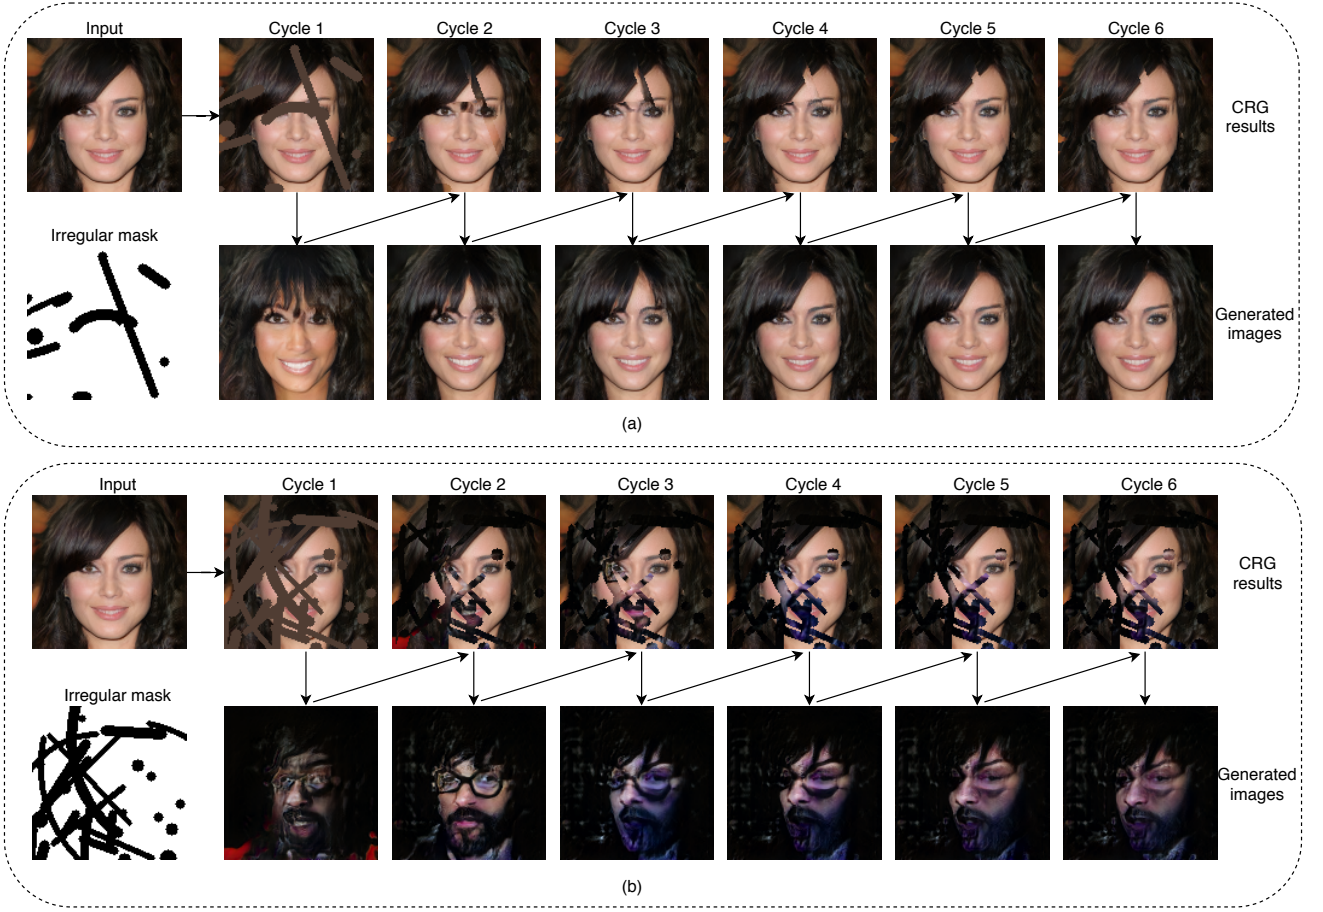 Input Cycle 1 Cycle 2 Cycle 3 Cycle 4 Cycle 5 Cycle 6
CRG
results
Irregular mask
Generated
images
(a)
Input Cycle 1 Cycle 2 Cycle 3 Cycle 4 Cycle 5 Cycle 6
CRG
results
Irregular mask
Generated
images
(b)